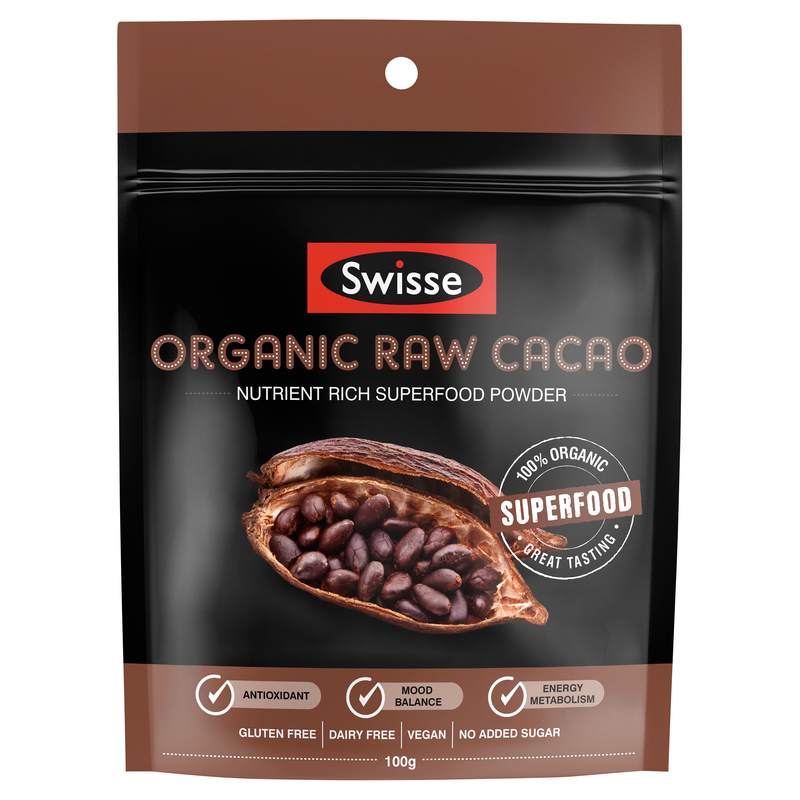 Swisse
ORGANIC RAW CACAO
NUTRIENT RICH SUPERFOOD POWDER
100% ORGANIC
SUPERFOOD
• GREAT TASTING •
ANTIOXIDANT
MOOD
BALANCE
ENERGY
METABOLISM
GLUTEN FREE | DAIRY FREE | VEGAN | NO ADDED SUGAR
100g